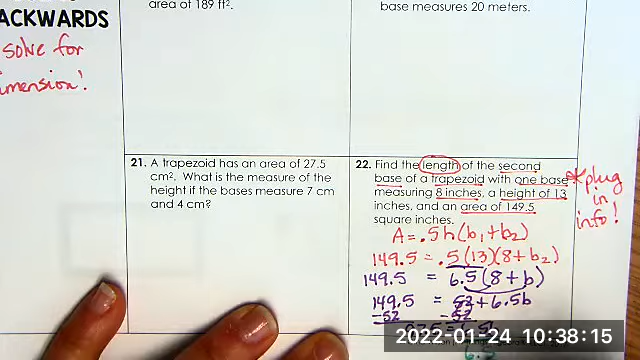 ACKWARDS
solve for
imension!
area of 189 ft².
base measures 20 meters.
21. A trapezoid has an area of 27.5
cm². What is the measure of the
height if the bases measure 7 cm
and 4 cm?
22. Find the length of the second
base of a trapezoid with one base
measuring 8 inches, a height of 13
inches, and an area of 149.5
square inches.
*plug
in
info!
A = .5h(b₁+b₂)
149.5 = .5(13)(8+b₂)
149.5 = 6.5(8+b)
149.5 = 52+6.5b
-52 -52
2022-01-24 10:38:15